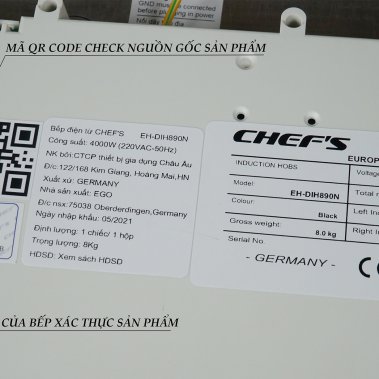 GND must be connected
before plugging in power
Nối dây tiếp địa
MÃ QR CODE CHECK NGUỒN GỐC SẢN PHẨM
Bếp điện từ CHEF'S EH-DIH890N
Công suất: 4000W (220VAC-50Hz)
NK bởi:CTCP thiết bị gia dụng Châu Âu
Đ/c: 122/168 Kim Giang, Hoàng Mai,HN
Xuất xứ: GERMANY
Nhà sản xuất: EGO
Đ/c nsx:75038 Oberderdingen,Germany
Ngày nhập khẩu: 05/2021
Định lượng: 1 chiếc/ 1 hộp
Trọng lượng: 8Kg
HDSD: Xem sách HDSD
CHEF'S
INDUCTION HOBS EUROP
Model EH-DIH890N Voltage
Colour: Black Total
Gross weight: 8.0 kg Left In
Serial No. Right In
- GERMANY -
CỦA BẾP XÁC THỰC SẢN PHẨM